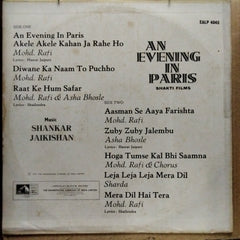 EALP 4042
SIDE ONE
An Evening In Paris
Akele Akele Kahan Ja Rahe Ho
Mohd. Rafi
Lyrics : Hasrat Jaipuri
Diwane Ka Naam To Puchho
Mohd. Rafi
Raat Ke Hum Safar
Mohd. Rafi & Asha Bhosle
Lyrics : Shailendra
Music
SHANKAR
JAIKISHAN
AN
EVENING
IN
PARIS
SHAKTI FILMS
SIDE TWO
Aasman Se Aaya Farishta
Mohd. Rafi
Zuby Zuby Jalembu
Asha Bhosle
Lyrics : Hasrat Jaipuri
Hoga Tumse Kal Bhi Saamna
Mohd. Rafi & Chorus
Leja Leja Leja Mera Dil
Sharda
Mera Dil Hai Tera
Mohd. Rafi
Lyrics : Shailendra